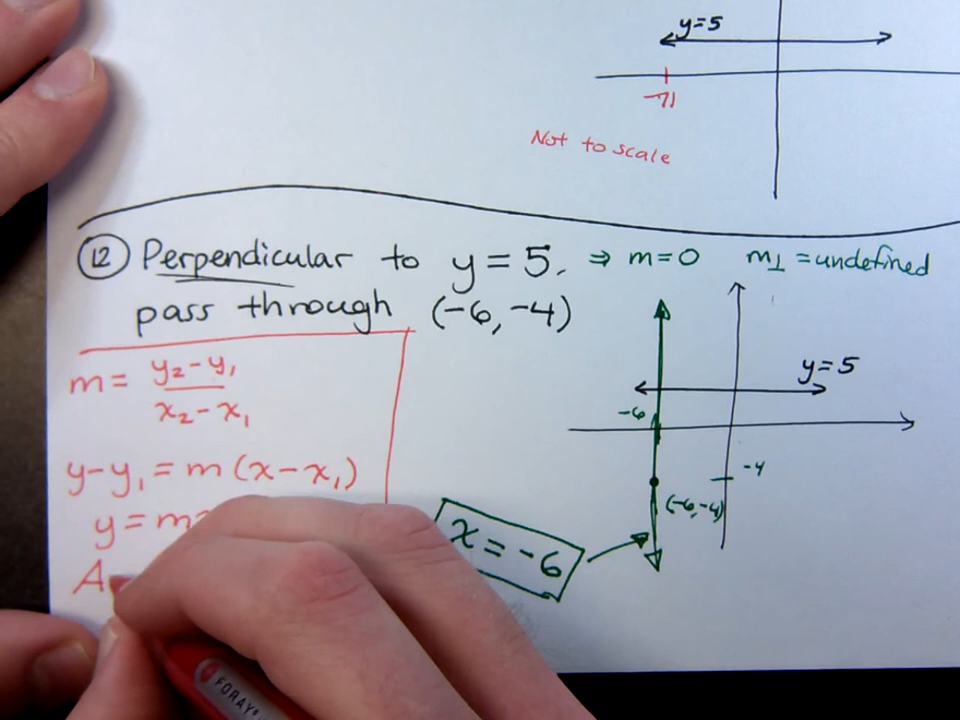 y=5
-71
Not to scale
12 Perpendicular to y=5. ⇒ m=0 m⊥=undefined
pass through (-6,-4)
m= y₂-y₁
x₂-x₁
y=5
-6
-4
(-6,-4)
y-y₁=m(x-x₁)
y=m
x=-6
A
FORAY